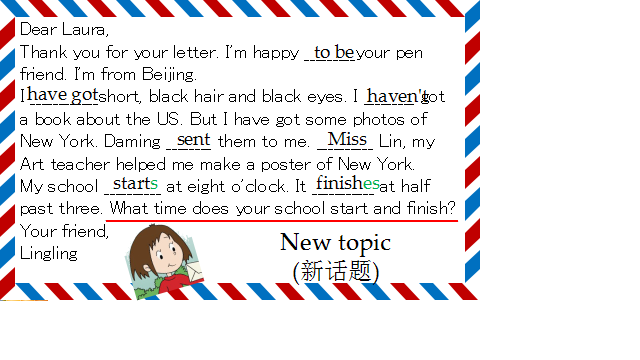 Dear Laura,
Thank you for your letter. I'm happy to be your pen
friend. I'm from Beijing.
I have got short, black hair and black eyes. I haven't got
a book about the US. But I have got some photos of
New York. Daming sent them to me. Miss Lin, my
Art teacher helped me make a poster of New York.
My school starts at eight o'clock. It finishes at half
past three. What time does your school start and finish?
Your friend,
Lingling
New topic
(新话题)